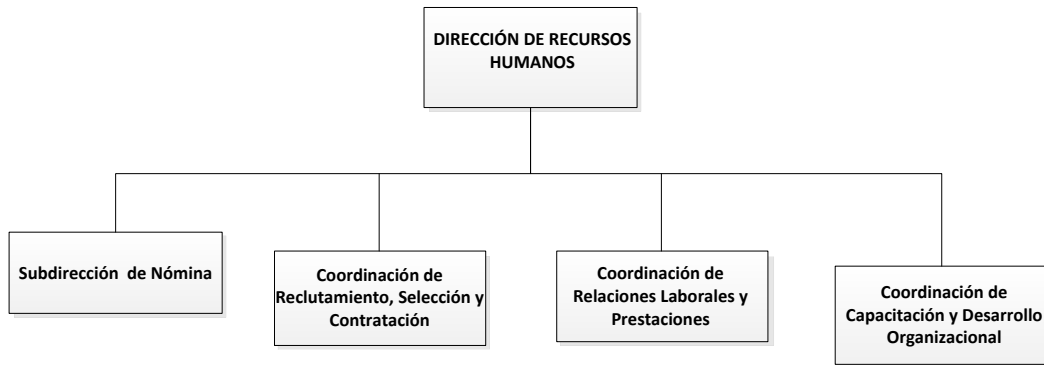 DIRECCIÓN DE RECURSOS
HUMANOS
Subdirección de Nómina
Coordinación de
Reclutamiento, Selección y
Contratación
Coordinación de
Relaciones Laborales y
Prestaciones
Coordinación de
Capacitación y Desarrollo
Organizacional